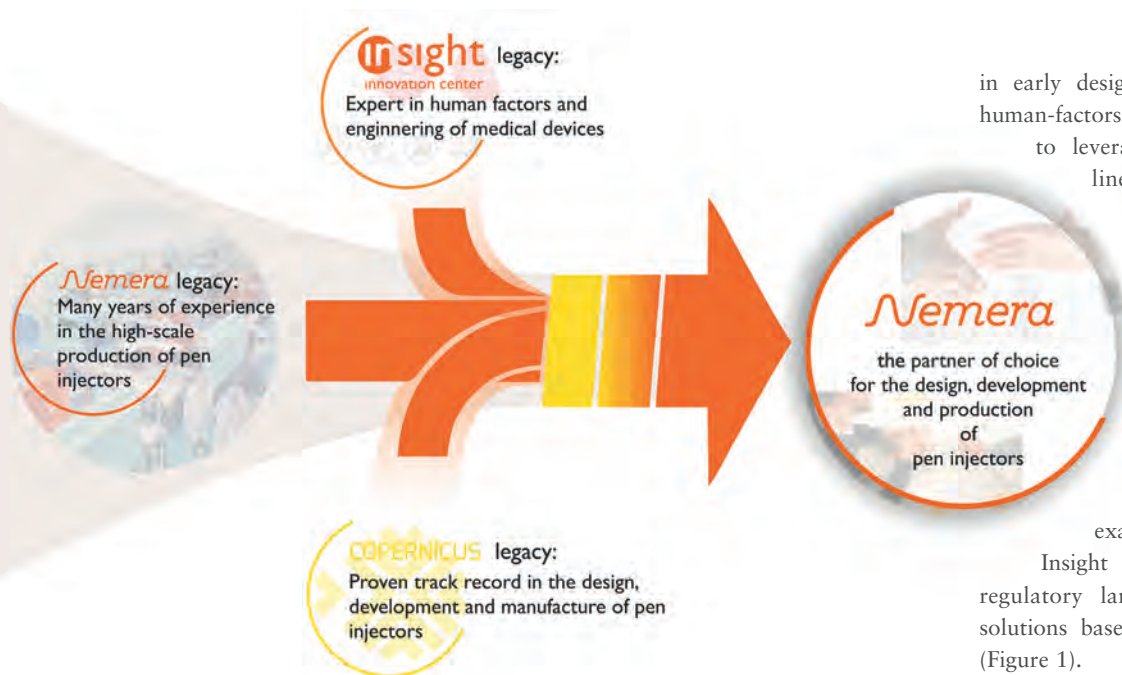 insight legacy:
innovation center
Expert in human factors and
enginnering of medical devices
Nemera legacy:
Many years of experience
in the high-scale
production of pen
injectors
COPERNICUS legacy:
Proven track record in the design,
development and manufacture of pen
injectors
Nemera
the partner of choice
for the design, development
and production
of
pen injectors
in early
human-factors
to
line
Insight
regulatory
solutions
(Figure 1).